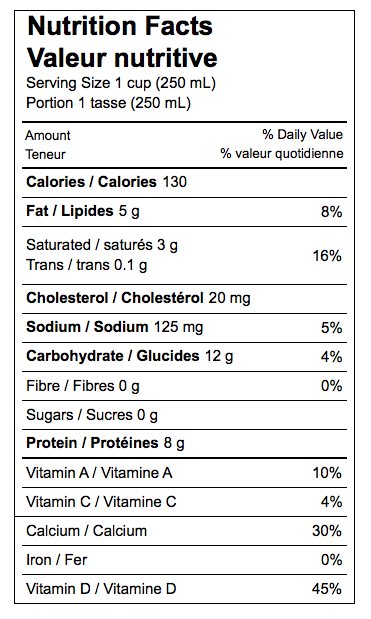 Nutrition Facts
Valeur nutritive
Serving Size 1 cup (250 mL)
Portion 1 tasse (250 mL)
Amount % Daily Value
Teneur % valeur quotidienne
Calories / Calories 130
Fat / Lipides 5 g 8%
Saturated / saturés 3 g
Trans / trans 0.1 g 16%
Cholesterol / Cholestérol 20 mg
Sodium / Sodium 125 mg 5%
Carbohydrate / Glucides 12 g 4%
Fibre / Fibres 0 g 0%
Sugars / Sucres 0 g
Protein / Protéines 8 g
Vitamin A / Vitamine A 10%
Vitamin C / Vitamine C 4%
Calcium / Calcium 30%
Iron / Fer 0%
Vitamin D / Vitamine D 45%